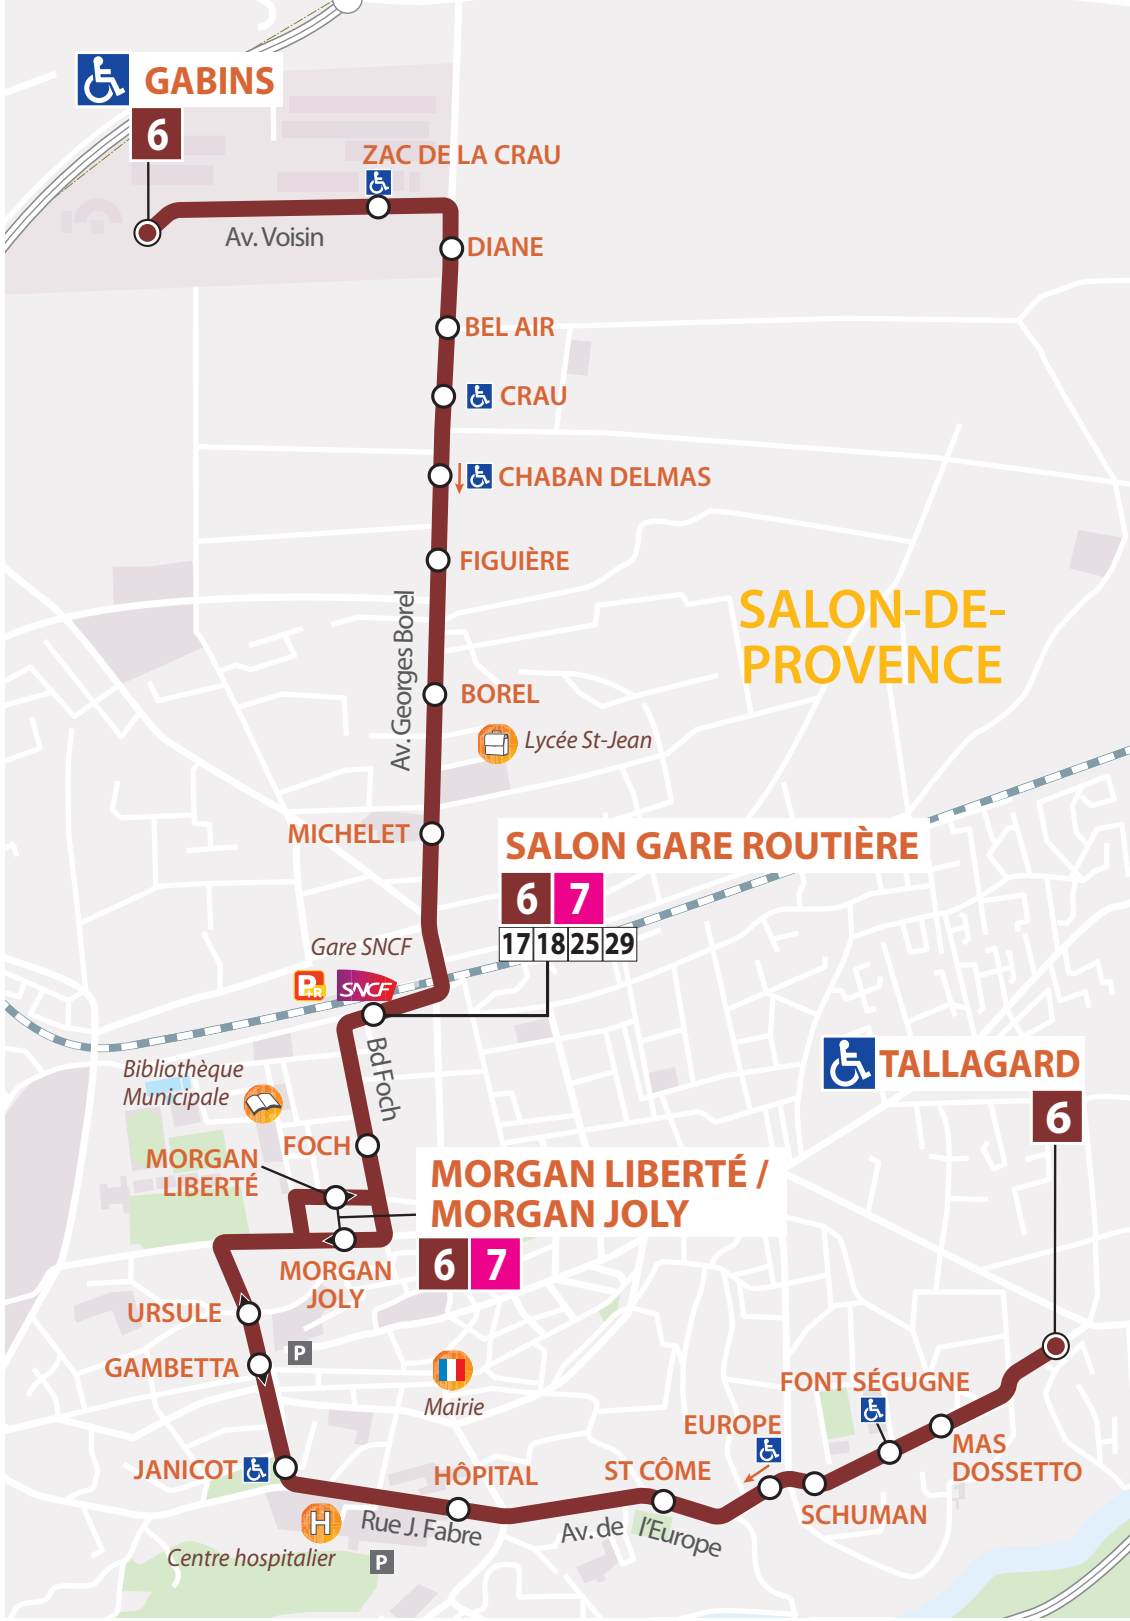 GABINS
6
ZAC DE LA CRAU
Av. Voisin
DIANE
BEL AIR
CRAU
CHABAN DELMAS
FIGUIÈRE
Av. Georges Borel
SALON-DE-
PROVENCE
BOREL
Lycée St-Jean
MICHELET
SALON GARE ROUTIÈRE
6 7
17 18 25 29
Gare SNCF
P+R
SNCF
Bd Foch
Bibliothèque
Municipale
TALLAGARD
6
FOCH
MORGAN
LIBERTÉ
MORGAN LIBERTÉ /
MORGAN JOLY
6 7
MORGAN
JOLY
URSULE
P
GAMBETTA
Mairie
FONT SÉGUGNE
EUROPE
MAS
DOSSETTO
JANICOT
HÔPITAL
ST CÔME
SCHUMAN
H
Rue J. Fabre
Av. de l'Europe
Centre hospitalier
P